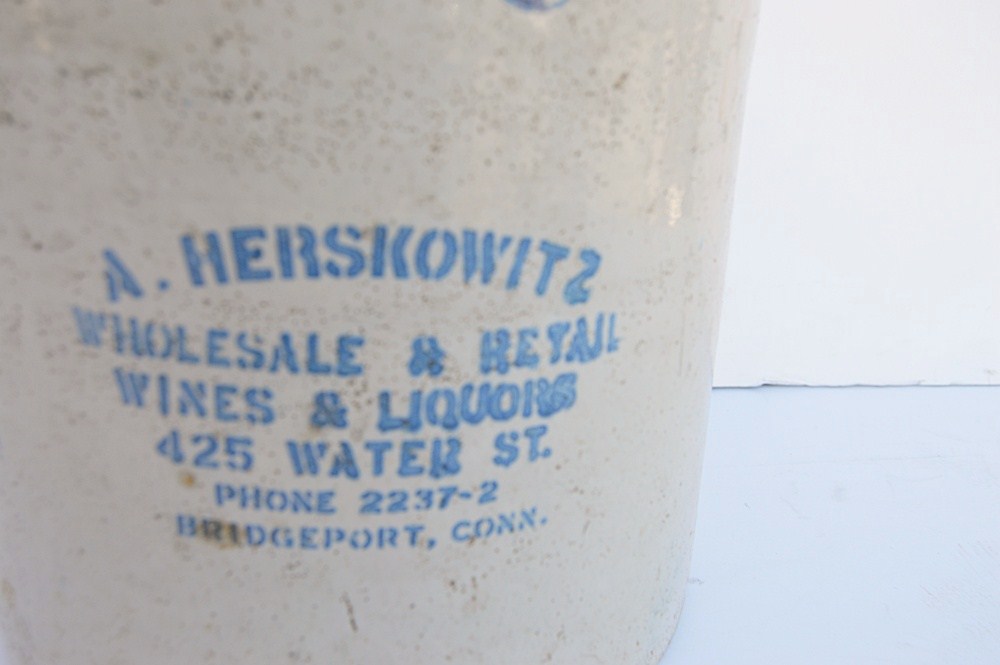 A. HERSKOWITZ
WHOLESALE & RETAIL
WINES & LIQUORS
425 WATER ST.
PHONE 2237-2
BRIDGEPORT, CONN.